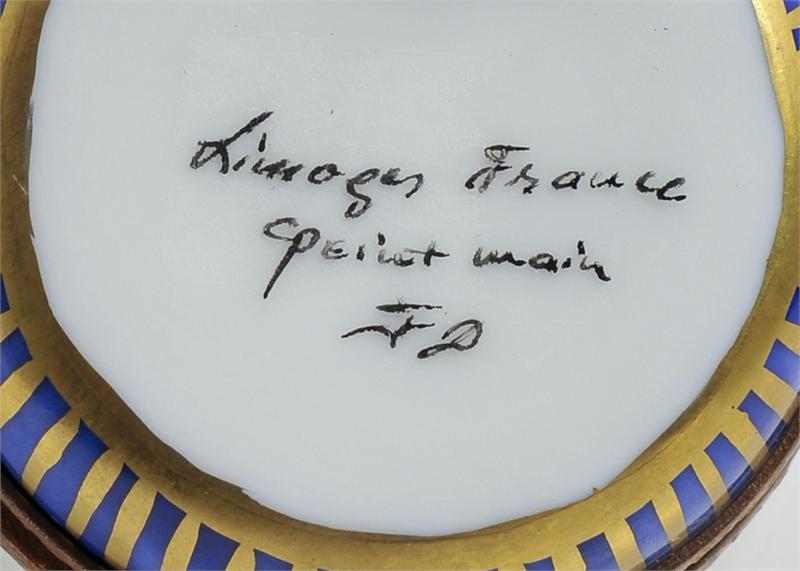 Limoges France
peint main
FD